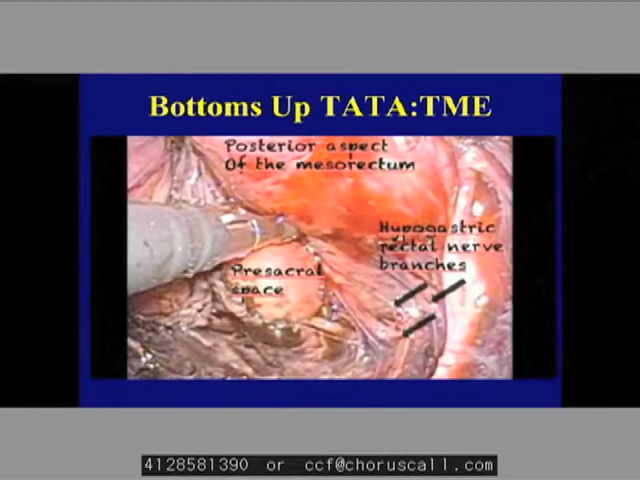 Bottoms Up TATA:TME
Posterior aspect
Of the mesorectum
Hypogastric
rectal nerve
branches
Presacral
space
4128581390 or ccf@choruscall.com